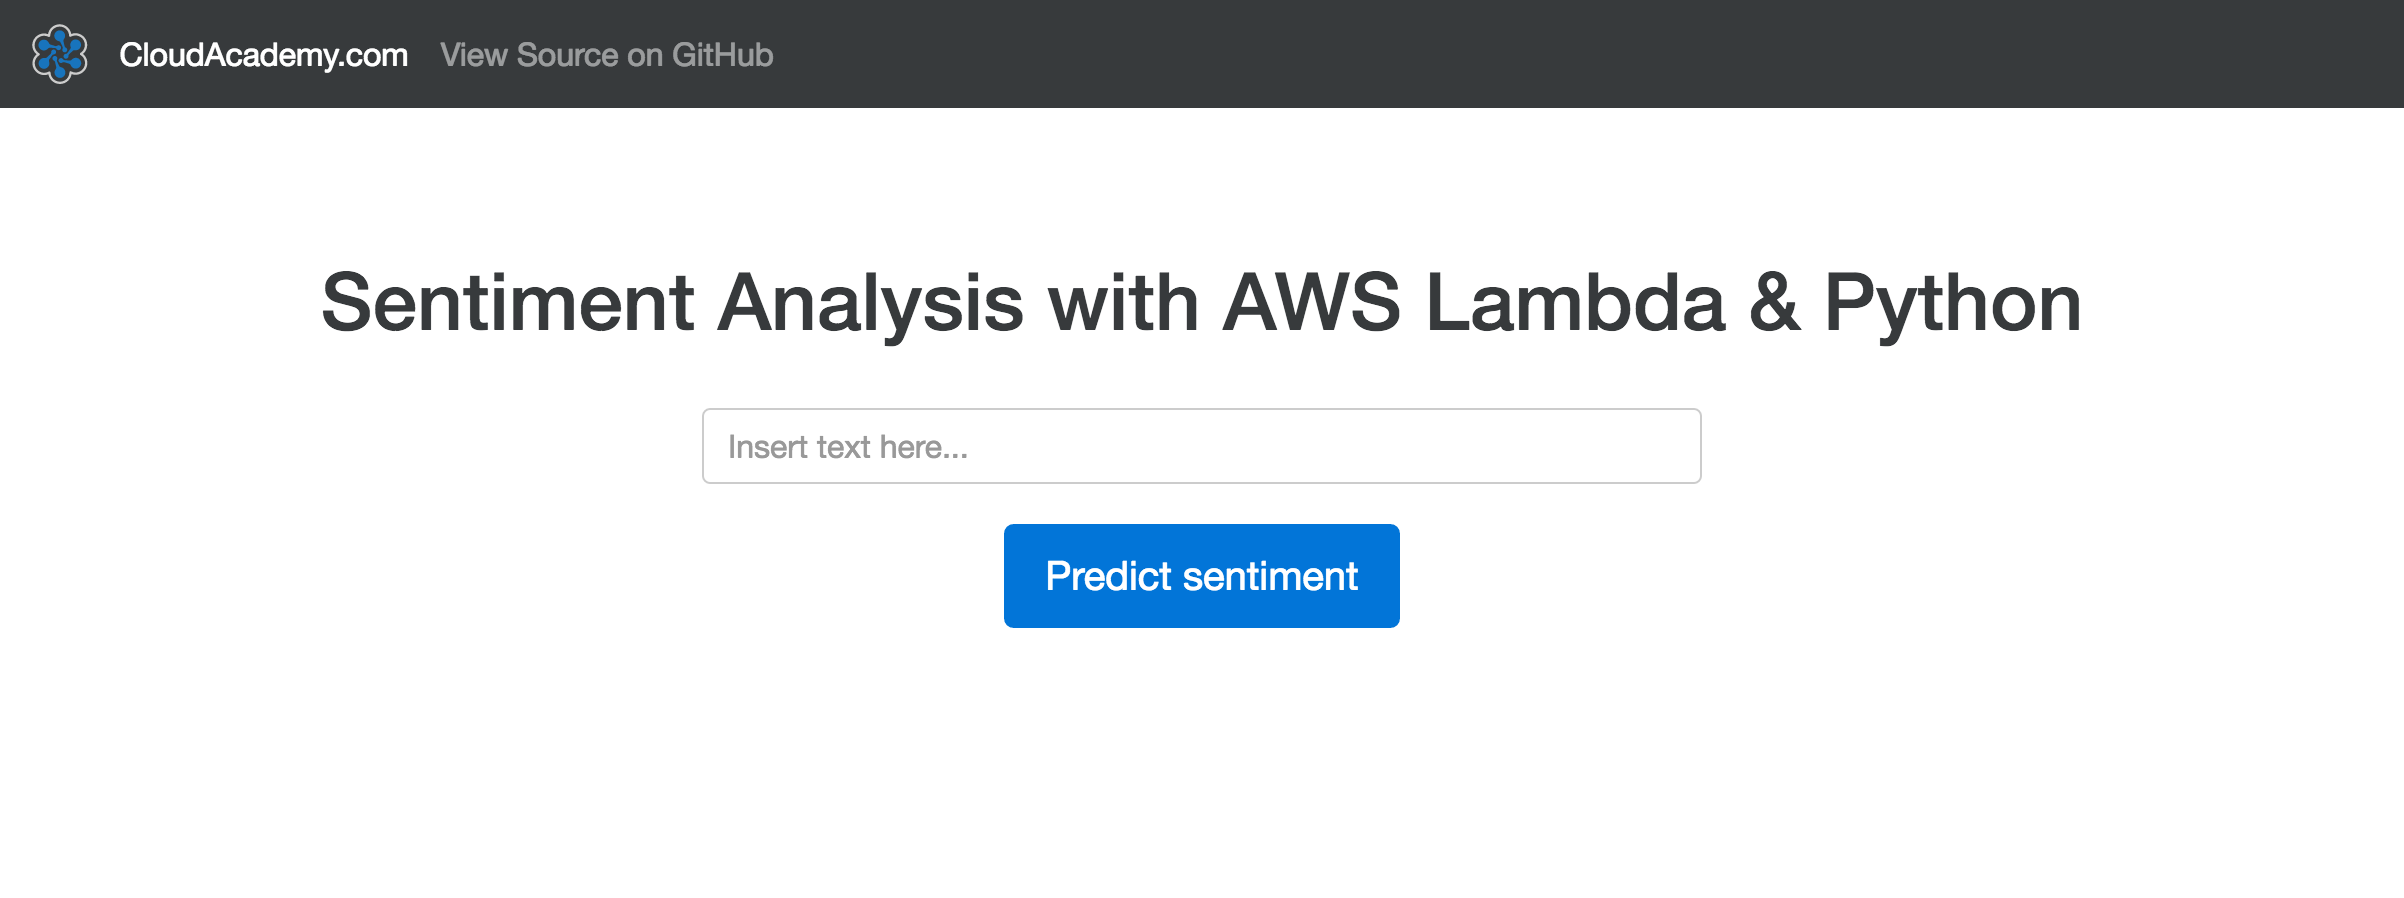 CloudAcademy.com View Source on GitHub
Sentiment Analysis with AWS Lambda & Python
Insert text here...
Predict sentiment